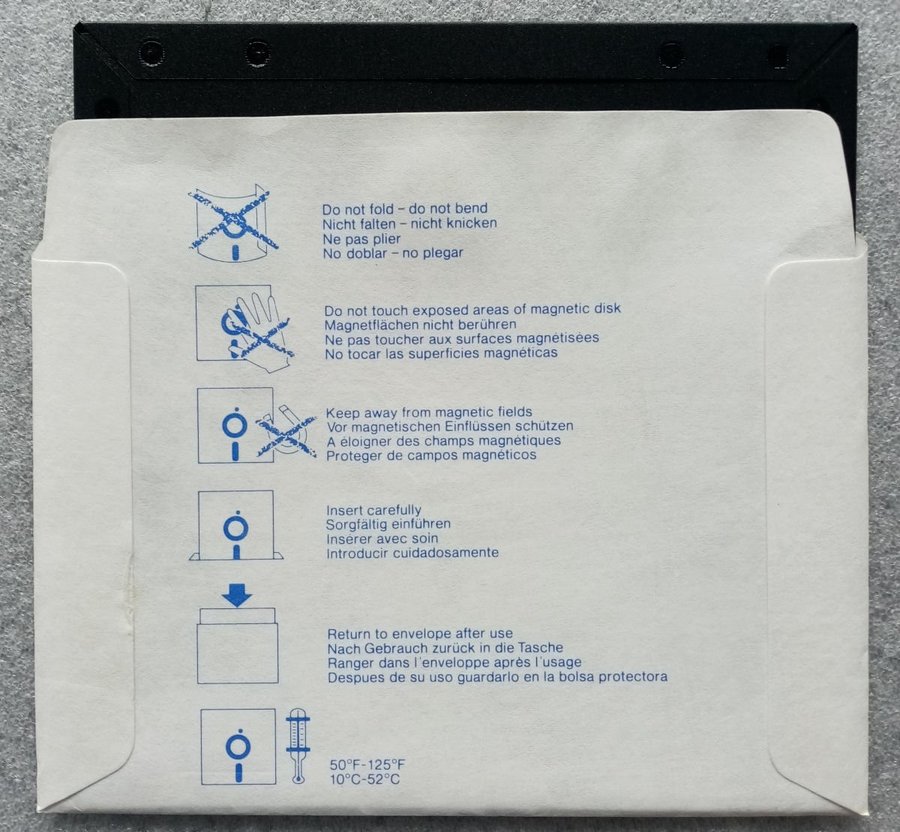 Do not fold – do not bend
Nicht falten – nicht knicken
Ne pas plier
No doblar – no plegar
Do not touch exposed areas of magnetic disk
Magnetflächen nicht berühren
Ne pas toucher aux surfaces magnétisées
No tocar las superficies magnéticas
Keep away from magnetic fields
Vor magnetischen Einflüssen schützen
A éloigner des champs magnétiques
Proteger de campos magnéticos
Insert carefully
Sorgfältig einführen
Insérer avec soin
Introducir cuidadosamente
Return to envelope after use
Nach Gebrauch zurück in die Tasche
Ranger dans l'enveloppe après l'usage
Despues de su uso guardarlo en la bolsa protectora
50°F-125°F
10°C-52°C